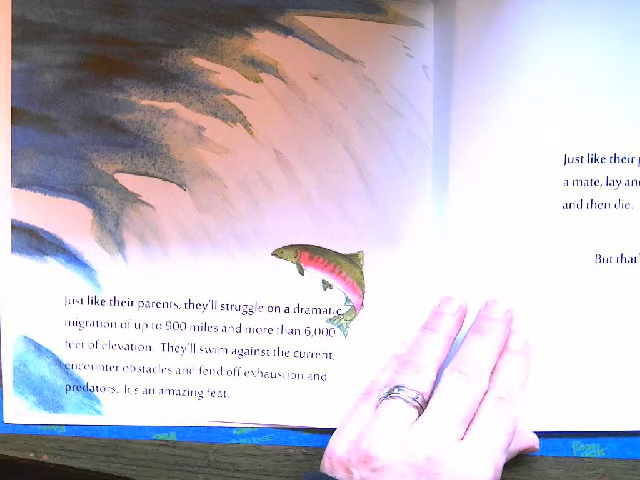 Just like their parents, they'll struggle on a dramatic
migration of up to 900 miles and more than 6,000
feet of elevation. They'll swim against the current,
encounter obstacles and fend off exhaustion and
predators. It's an amazing feat.
Just like their
a mate, lay and
and then die.
But that'